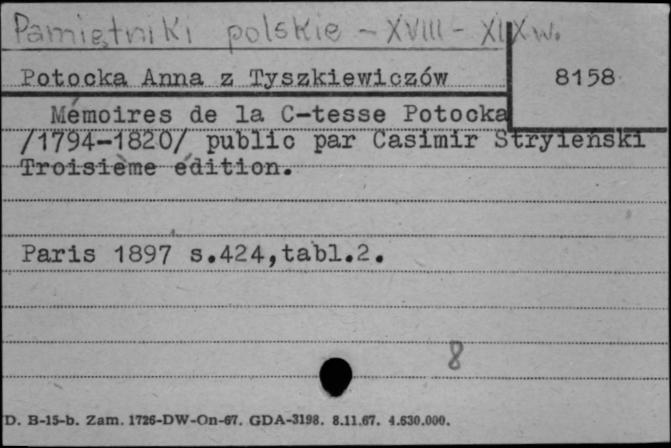 Pamiętniki polskie - XVIII - XIX w.
Potocka Anna z Tyszkiewiczów
8158
Mémoires de la C-tesse Potocka
/1794-1820/ public par Casimir Stryieński
Troisième édition.
Paris 1897 s.424,tabl.2.
8
D. B-15-b. Zam. 1726-DW-On-67. GDA-3198. 8.11.67. 4.630.000.